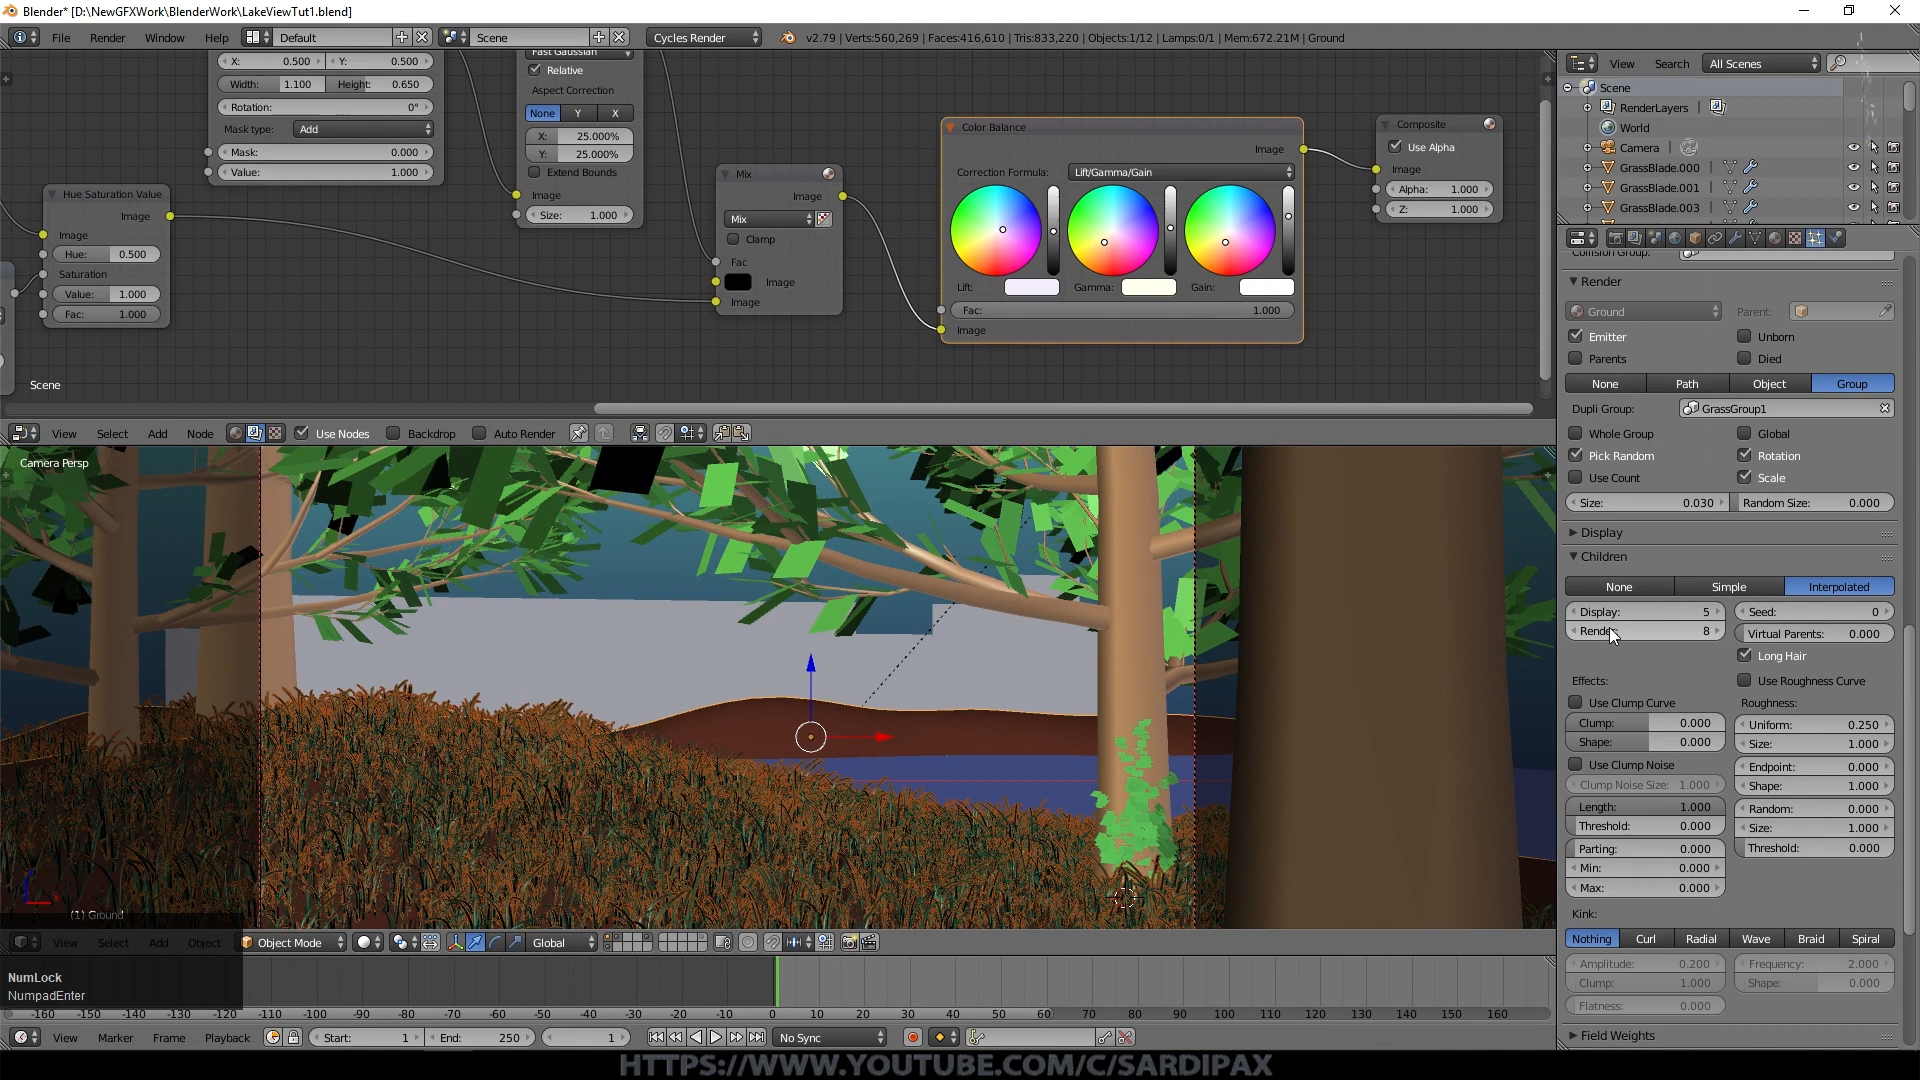 Blender* [D:\NewGFXWork\BlenderWork\LakeViewTut1.blend]
File Render Window Help Default Scene Cycles Render v2.79 | Verts:560,269 | Faces:416,610 | Tris:833,220 | Objects:1/12 | Lamps:0/1 | Mem:672.21M | Ground
X: 0.500 Y: 0.500
Width: 1.100 Height: 0.650
Rotation: 0°
Mask type: Add
Mask: 0.000
Value: 1.000
Hue Saturation Value
Image
Image
Hue: 0.500
Saturation
Value: 1.000
Fac: 1.000
Fast Gaussian
Relative
Aspect Correction
None Y X
X: 25.000%
Y: 25.000%
Extend Bounds
Image
Size: 1.000
Mix
Image
Mix
Clamp
Fac
Image
Image
Color Balance
Image
Correction Formula: Lift/Gamma/Gain
Lift: Gamma: Gain:
Fac: 1.000
Image
Composite
Use Alpha
Image
Alpha: 1.000
Z: 1.000
Scene
View Select Add Node Use Nodes Backdrop Auto Render
Camera Persp
(1) Ground
View Select Add Object Object Mode Global
NumLock
NumpadEnter
-160 -150 -140 -130 -120 -110 -100 -90 -80 -70 -60 -50 -40 -30 -20 -10 0 10 20 30 40 50 60 70 80 90 100 110 120 130 140 150 160
View Marker Frame Playback Start: 1 End: 250 1 No Sync
View Search All Scenes
Scene
RenderLayers
World
Camera
GrassBlade.000
GrassBlade.001
GrassBlade.003
Collision Group:
Render
Ground Parent:
Emitter Unborn
Parents Died
None Path Object Group
Dupli Group: GrassGroup1
Whole Group Global
Pick Random Rotation
Use Count Scale
Size: 0.030 Random Size: 0.000
Display
Children
None Simple Interpolated
Display: 5 Seed: 0
Render: 8 Virtual Parents: 0.000
Long Hair
Effects: Use Roughness Curve
Use Clump Curve Roughness:
Clump: 0.000 Uniform: 0.250
Shape: 0.000 Size: 1.000
Use Clump Noise Endpoint: 0.000
Clump Noise Size: 1.000 Shape: 1.000
Length: 1.000 Random: 0.000
Threshold: 0.000 Size: 1.000
Parting: 0.000 Threshold: 0.000
Min: 0.000
Max: 0.000
Kink:
Nothing Curl Radial Wave Braid Spiral
Amplitude: 0.200 Frequency: 2.000
Clump: 1.000 Shape: 0.000
Flatness: 0.000
Field Weights
HTTPS://WWW.YOUTUBE.COM/C/SARDIPAX